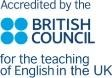 Accredited by the
BRITISH
COUNCIL
for the teaching
of English in the UK